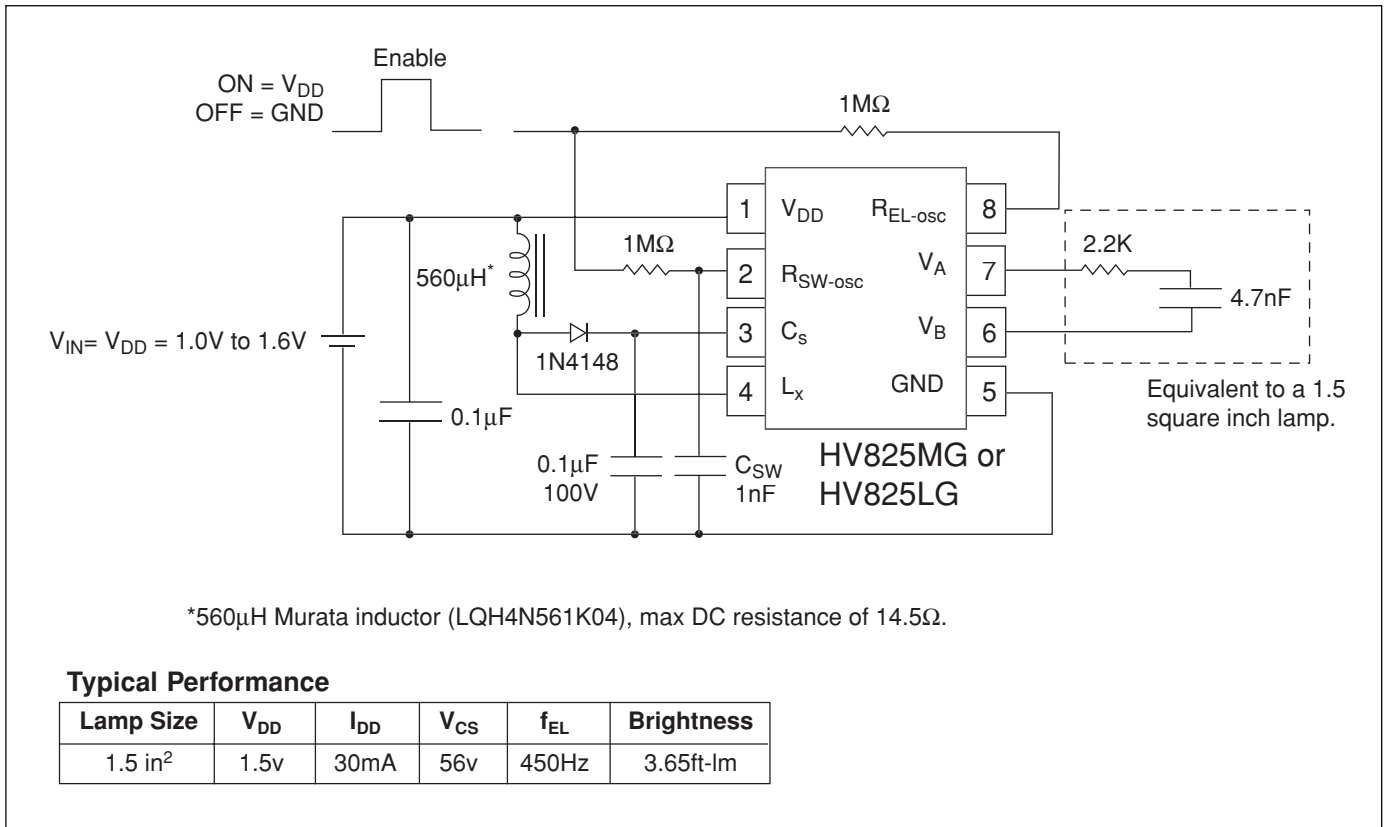 Enable
ON = VDD
OFF = GND
1MΩ
1 VDD REL-osc 8
1MΩ
2 RSW-osc VA 7
2.2K
4.7nF
560µH*
VIN= VDD = 1.0V to 1.6V
1N4148
3 Cs VB 6
4 Lx GND 5
Equivalent to a 1.5
square inch lamp.
0.1µF
0.1µF
100V
CSW
1nF
HV825MG or
HV825LG
*560µH Murata inductor (LQH4N561K04), max DC resistance of 14.5Ω.
Typical Performance
Lamp Size VDD IDD VCS fEL Brightness
1.5 in2 1.5v 30mA 56v 450Hz 3.65ft-lm